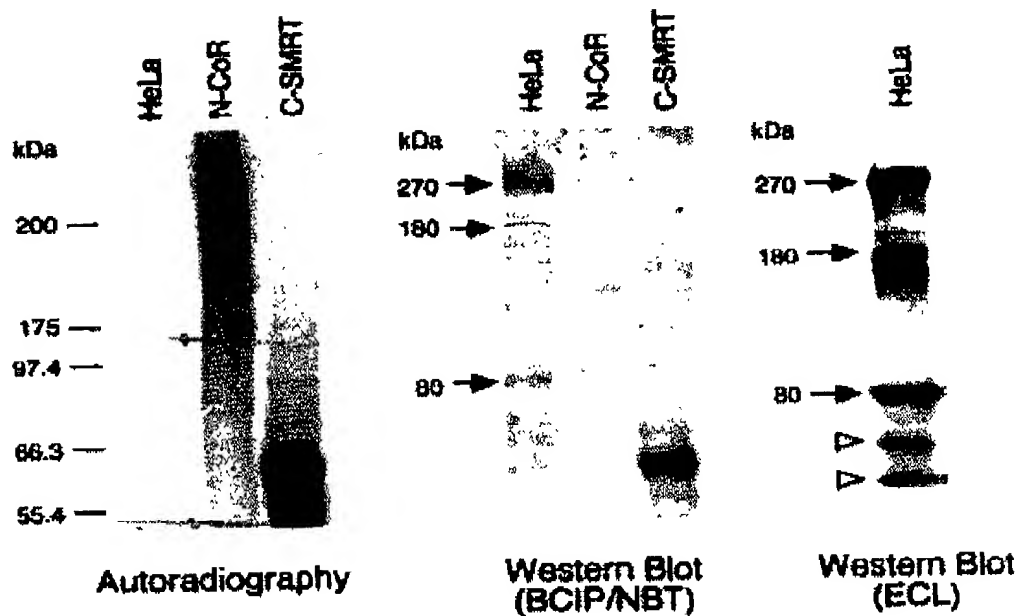 HeLa
N-CoR
C-SMRT
kDa
200
175
97.4
66.3
55.4
Autoradiography
HeLa
N-CoR
C-SMRT
kDa
270
180
80
Western Blot
(BCIP/NBT)
HeLa
kDa
270
180
80
Western Blot
(ECL)